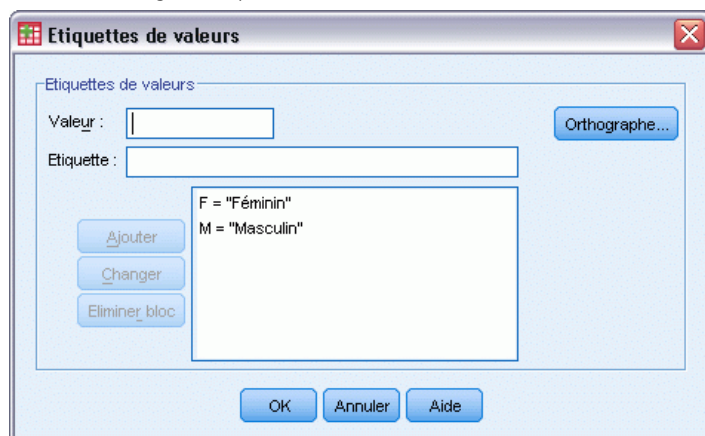 Etiquettes de valeurs
Etiquettes de valeurs
Valeur :
Orthographe...
Etiquette :
F = "Féminin"
M = "Masculin"
Ajouter
Changer
Eliminer bloc
OK
Annuler
Aide